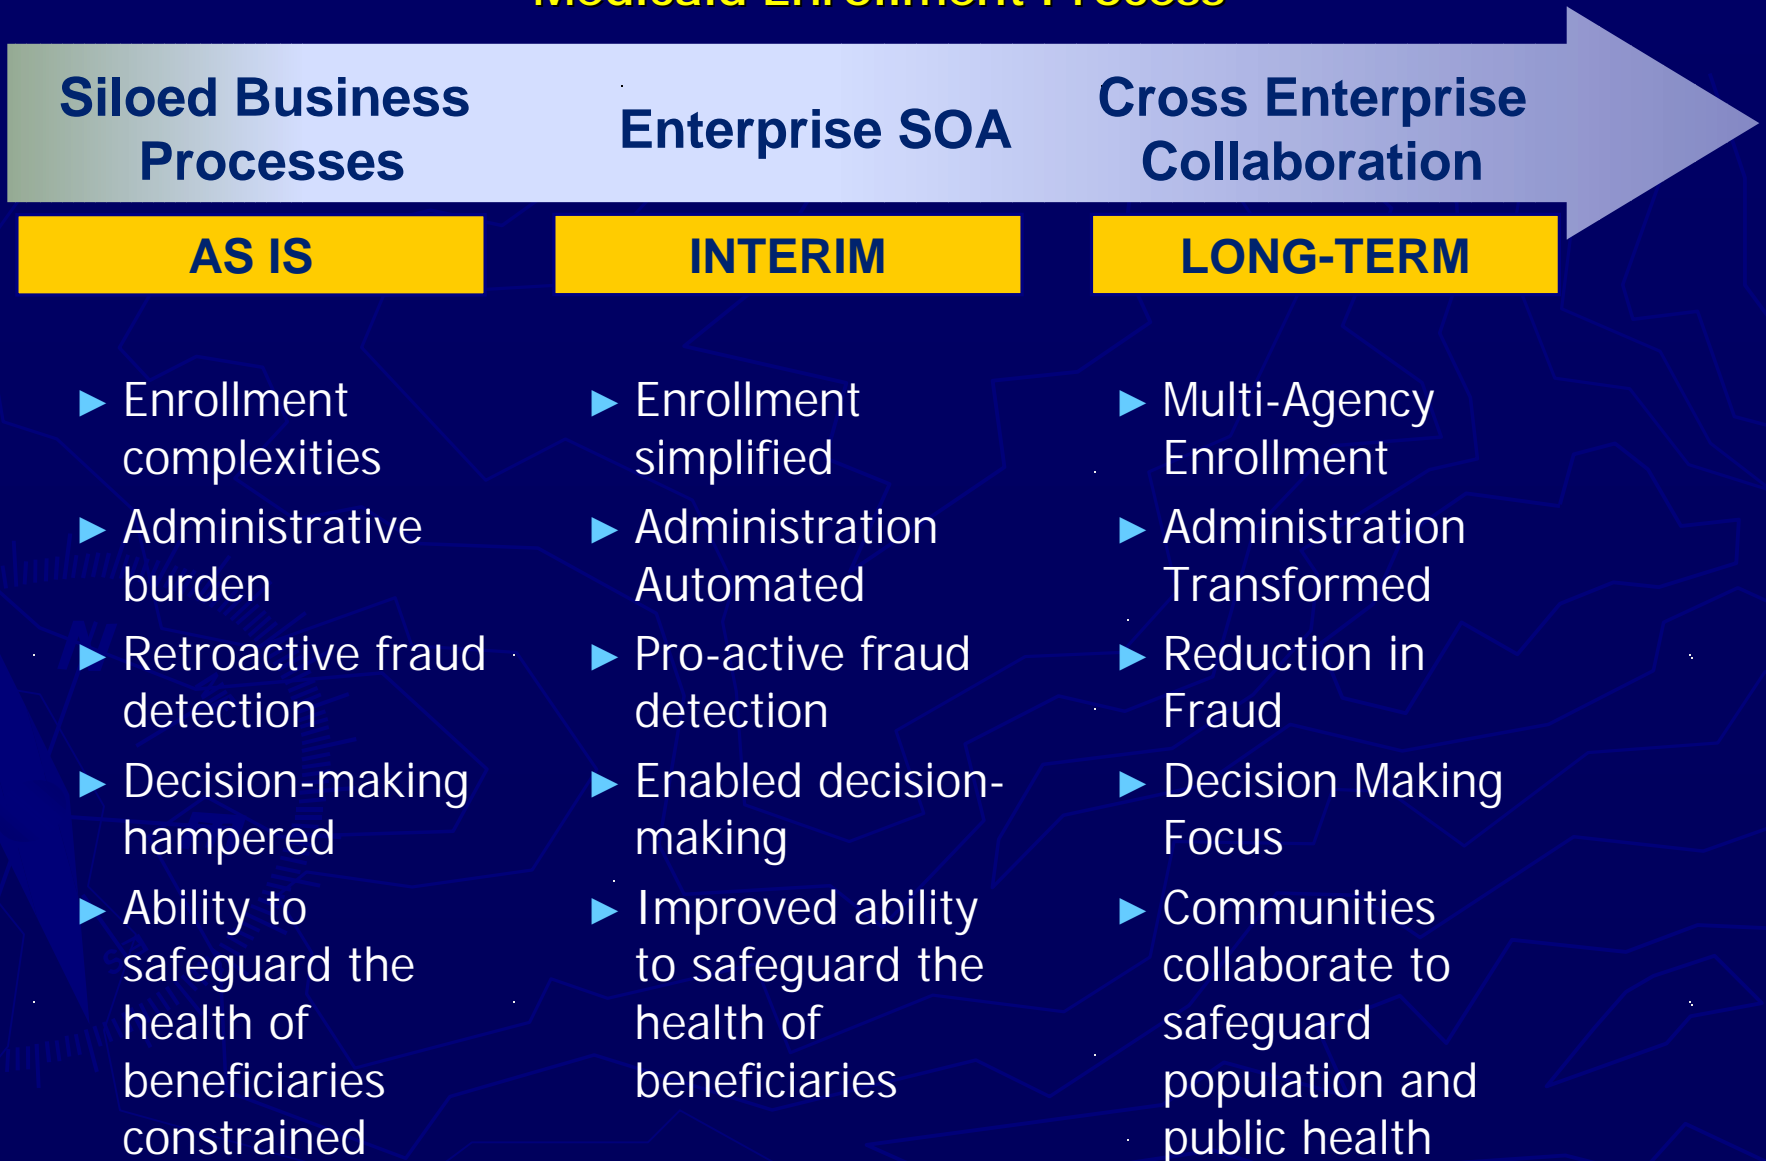 Medicaid Enrollment Process
Siloed Business
Processes
Enterprise SOA
Cross Enterprise
Collaboration
AS IS
INTERIM
LONG-TERM
► Enrollment
complexities
► Administrative
burden
► Retroactive fraud
detection
► Decision-making
hampered
► Ability to
safeguard the
health of
beneficiaries
constrained
► Enrollment
simplified
► Administration
Automated
► Pro-active fraud
detection
► Enabled decision-
making
► Improved ability
to safeguard the
health of
beneficiaries
► Multi-Agency
Enrollment
► Administration
Transformed
► Reduction in
Fraud
► Decision Making
Focus
► Communities
collaborate to
safeguard
population and
public health